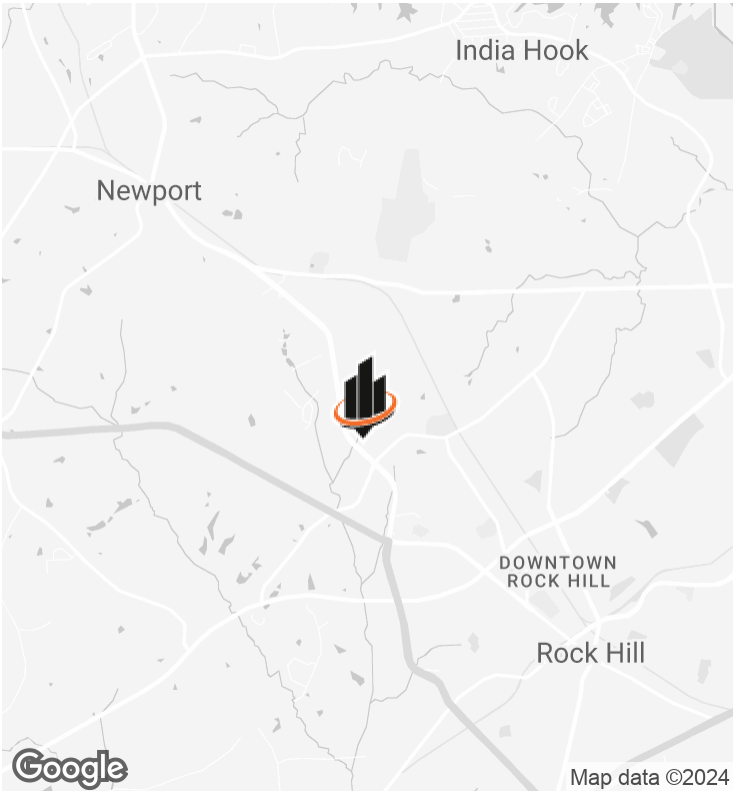 India Hook
Newport
DOWNTOWN
ROCK HILL
Rock Hill
Google
Map data ©2024